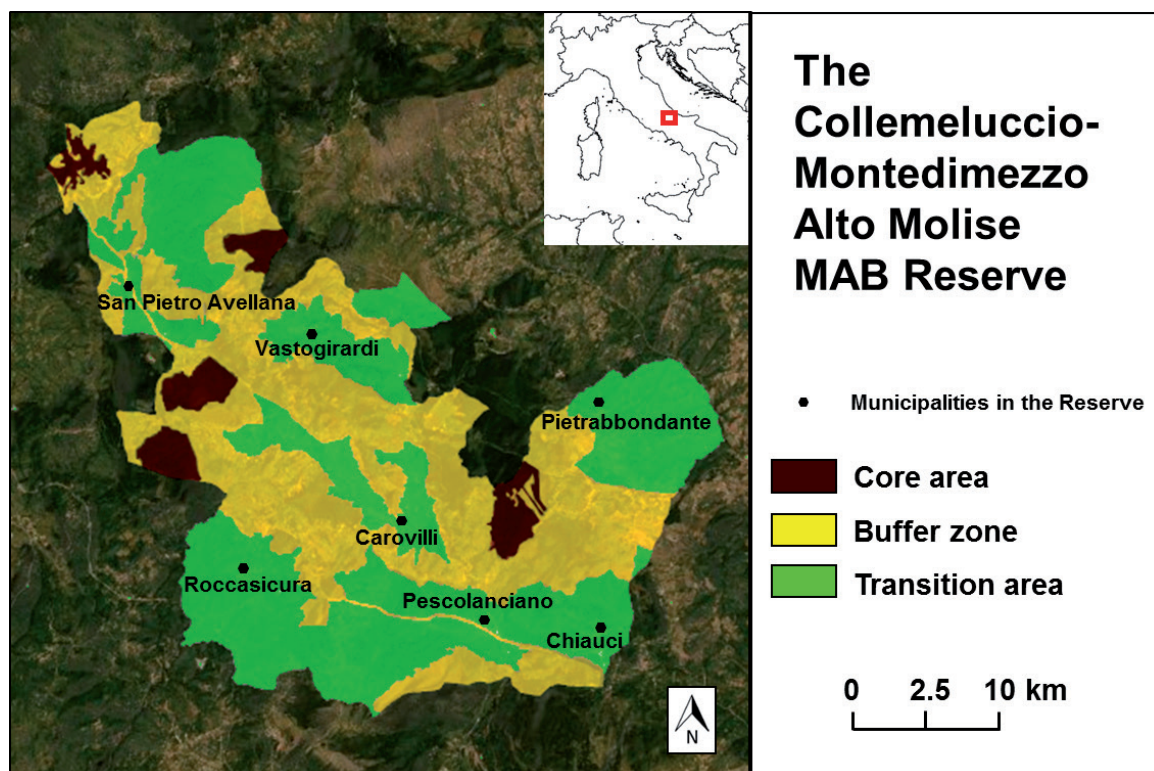 The
Collemeluccio-
Montedimezzo
Alto Molise
MAB Reserve
San Pietro Avellana
Vastogirardi
Pietrabbondante
Carovilli
Roccasicura
Pescolanciano
Chiauci
N
Municipalities in the Reserve
Core area
Buffer zone
Transition area
0 2.5 10 km